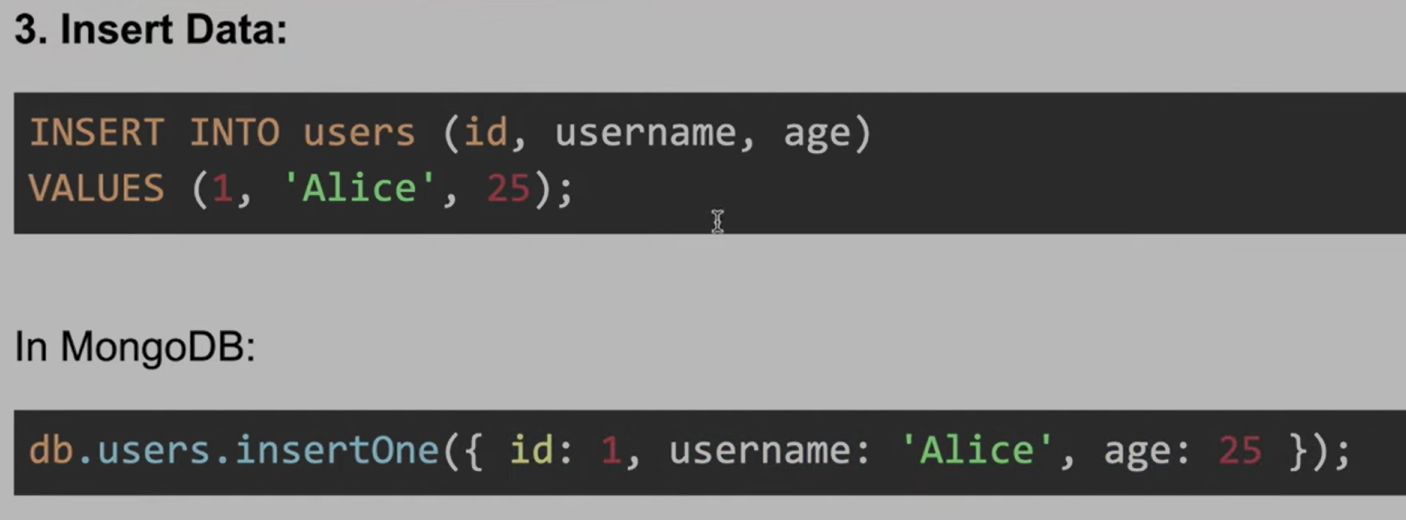 3. Insert Data:
INSERT INTO users (id, username, age)
VALUES (1, 'Alice', 25);
In MongoDB:
db.users.insertOne({ id: 1, username: 'Alice', age: 25 });